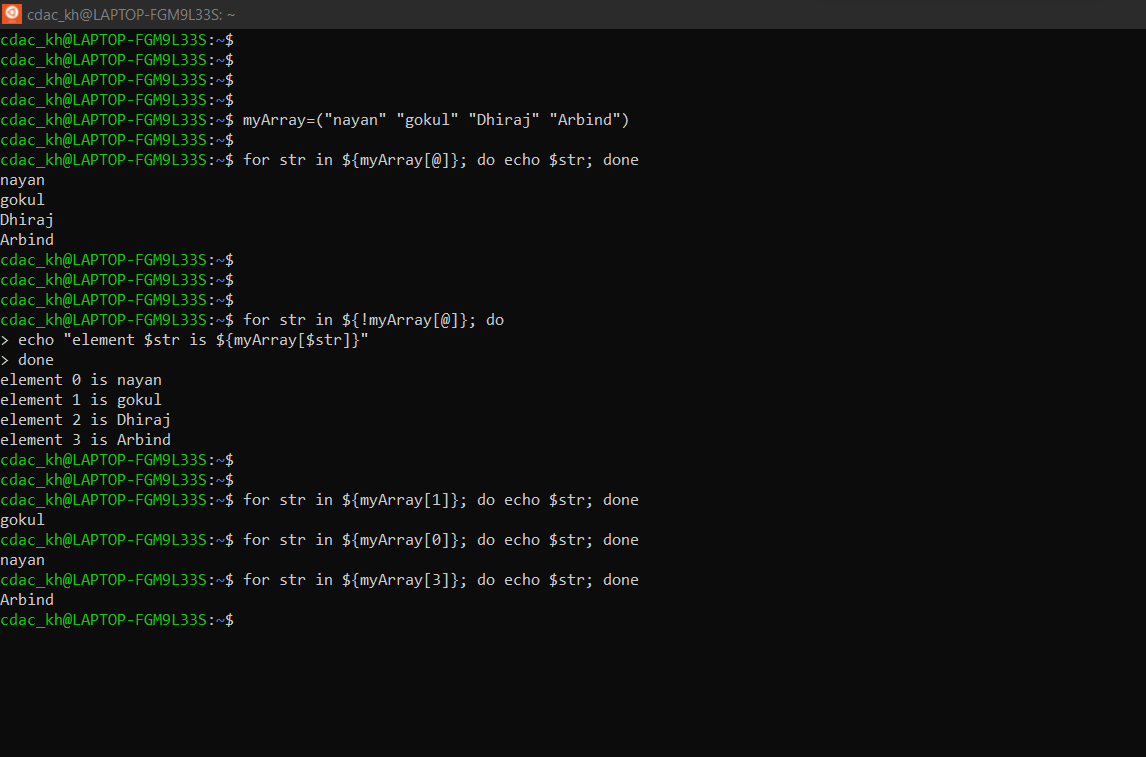 cdac_kh@LAPTOP-FGM9L33S: ~
cdac_kh@LAPTOP-FGM9L33S:~$
cdac_kh@LAPTOP-FGM9L33S:~$
cdac_kh@LAPTOP-FGM9L33S:~$
cdac_kh@LAPTOP-FGM9L33S:~$
cdac_kh@LAPTOP-FGM9L33S:~$ myArray=("nayan" "gokul" "Dhiraj" "Arbind")
cdac_kh@LAPTOP-FGM9L33S:~$
cdac_kh@LAPTOP-FGM9L33S:~$ for str in ${myArray[@]}; do echo $str; done
nayan
gokul
Dhiraj
Arbind
cdac_kh@LAPTOP-FGM9L33S:~$
cdac_kh@LAPTOP-FGM9L33S:~$
cdac_kh@LAPTOP-FGM9L33S:~$
cdac_kh@LAPTOP-FGM9L33S:~$ for str in ${!myArray[@]}; do
> echo "element $str is ${myArray[$str]}"
> done
element 0 is nayan
element 1 is gokul
element 2 is Dhiraj
element 3 is Arbind
cdac_kh@LAPTOP-FGM9L33S:~$
cdac_kh@LAPTOP-FGM9L33S:~$
cdac_kh@LAPTOP-FGM9L33S:~$ for str in ${myArray[1]}; do echo $str; done
gokul
cdac_kh@LAPTOP-FGM9L33S:~$ for str in ${myArray[0]}; do echo $str; done
nayan
cdac_kh@LAPTOP-FGM9L33S:~$ for str in ${myArray[3]}; do echo $str; done
Arbind
cdac_kh@LAPTOP-FGM9L33S:~$